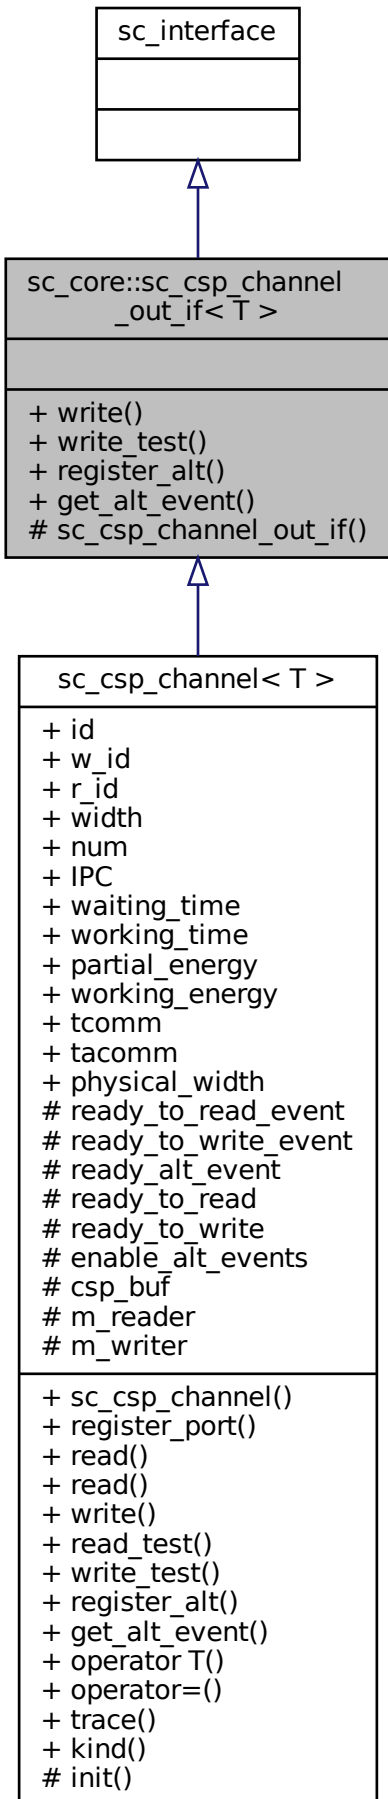 sc_interface
sc_core::sc_csp_channel
_out_if< T >
+ write()
+ write_test()
+ register_alt()
+ get_alt_event()
# sc_csp_channel_out_if()
sc_csp_channel< T >
+ id
+ w_id
+ r_id
+ width
+ num
+ IPC
+ waiting_time
+ working_time
+ partial_energy
+ working_energy
+ tcomm
+ tacomm
+ physical_width
# ready_to_read_event
# ready_to_write_event
# ready_alt_event
# ready_to_read
# ready_to_write
# enable_alt_events
# csp_buf
# m_reader
# m_writer
+ sc_csp_channel()
+ register_port()
+ read()
+ read()
+ write()
+ read_test()
+ write_test()
+ register_alt()
+ get_alt_event()
+ operator T()
+ operator=()
+ trace()
+ kind()
# init()